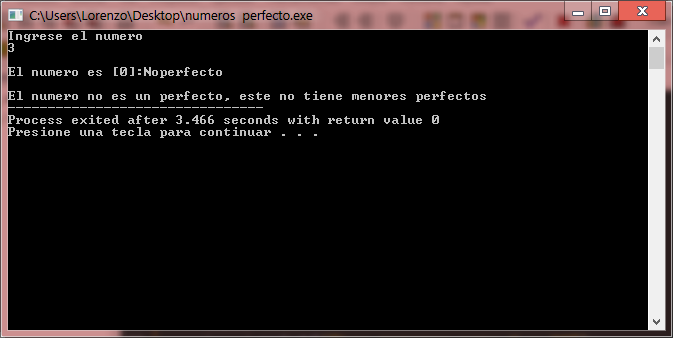 C:\Users\Lorenzo\Desktop\numeros  perfecto.exe
Ingrese el numero
3
El numero es [0]:Noperfecto
El numero no es un perfecto, este no tiene menores perfectos
--------------------------------
Process exited after 3.466 seconds with return value 0
Presione una tecla para continuar . . .